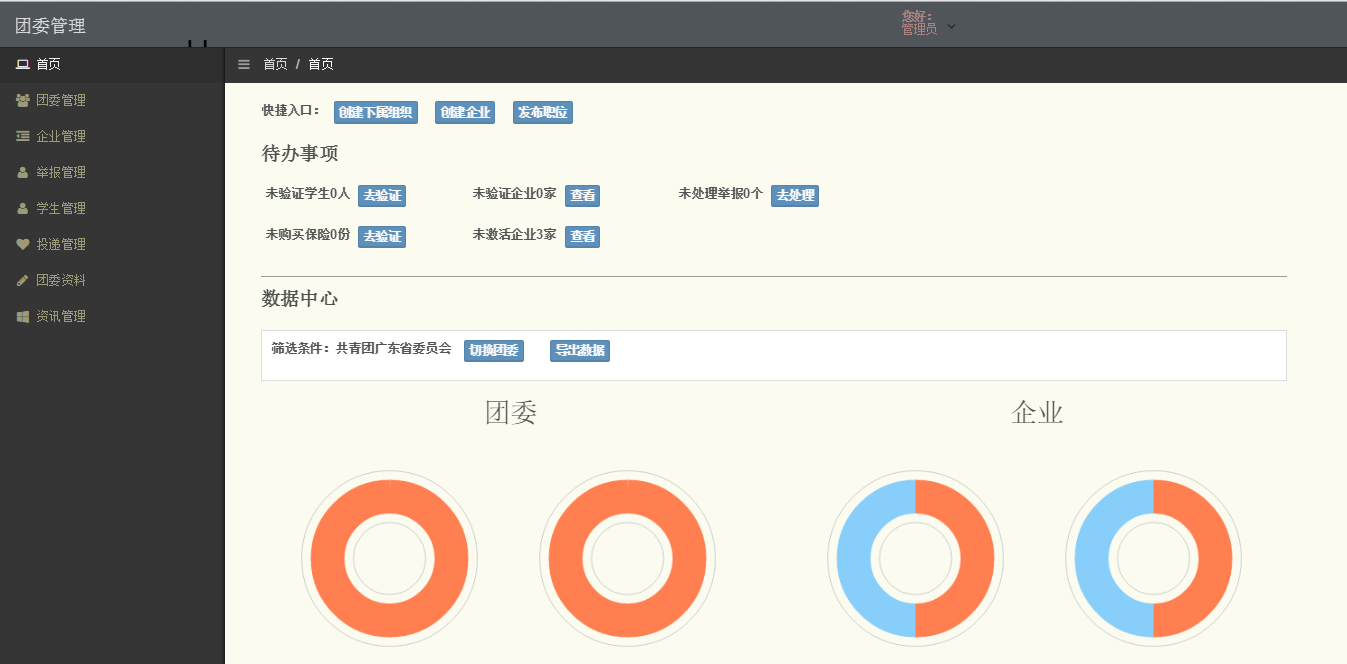 团委管理
您好：
管理员
首页
首页 / 首页
团委管理
企业管理
举报管理
学生管理
投递管理
团委资料
资讯管理
快捷入口： 创建下属组织 创建企业 发布职位
待办事项
未验证学生0人 去验证 未验证企业0家 查看 未处理举报0个 去处理
未购买保险0份 去验证 未激活企业3家 查看
数据中心
筛选条件：共青团广东省委员会 切换团委 导出数据
团委 企业